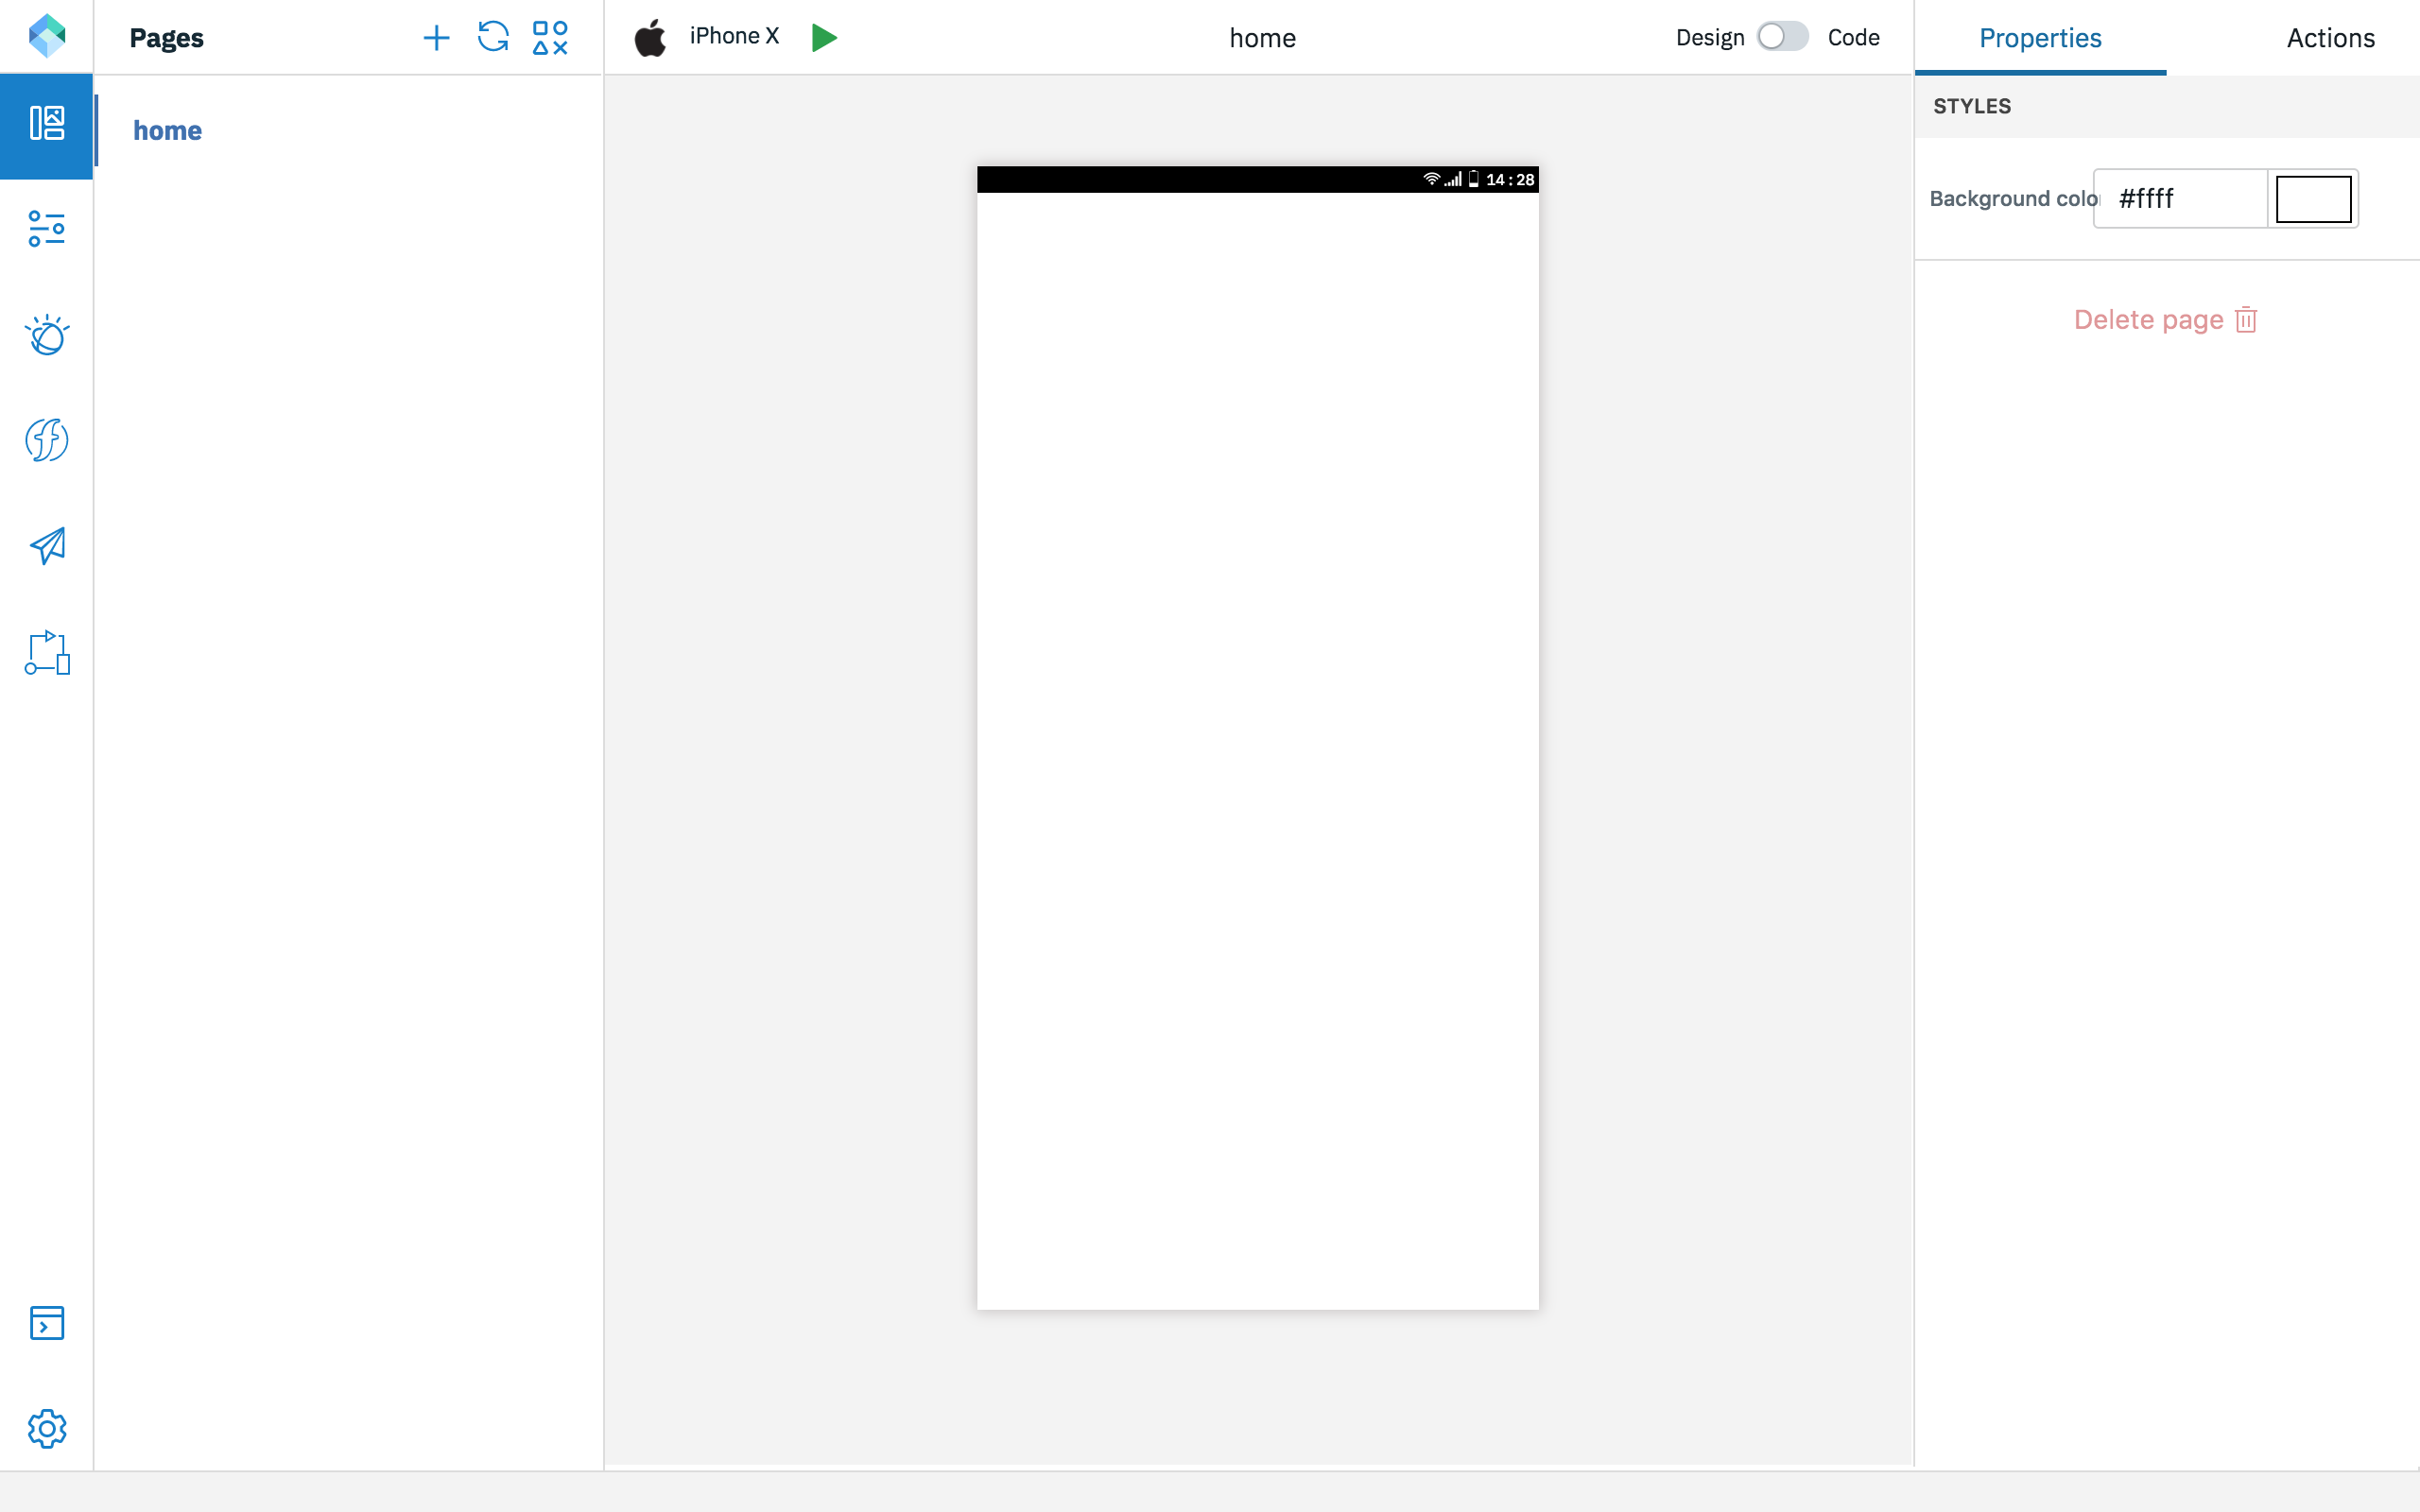 Pages
iPhone X
home
Design
Code
Properties
Actions
home
STYLES
14:28
Background colo
#ffff
Delete page